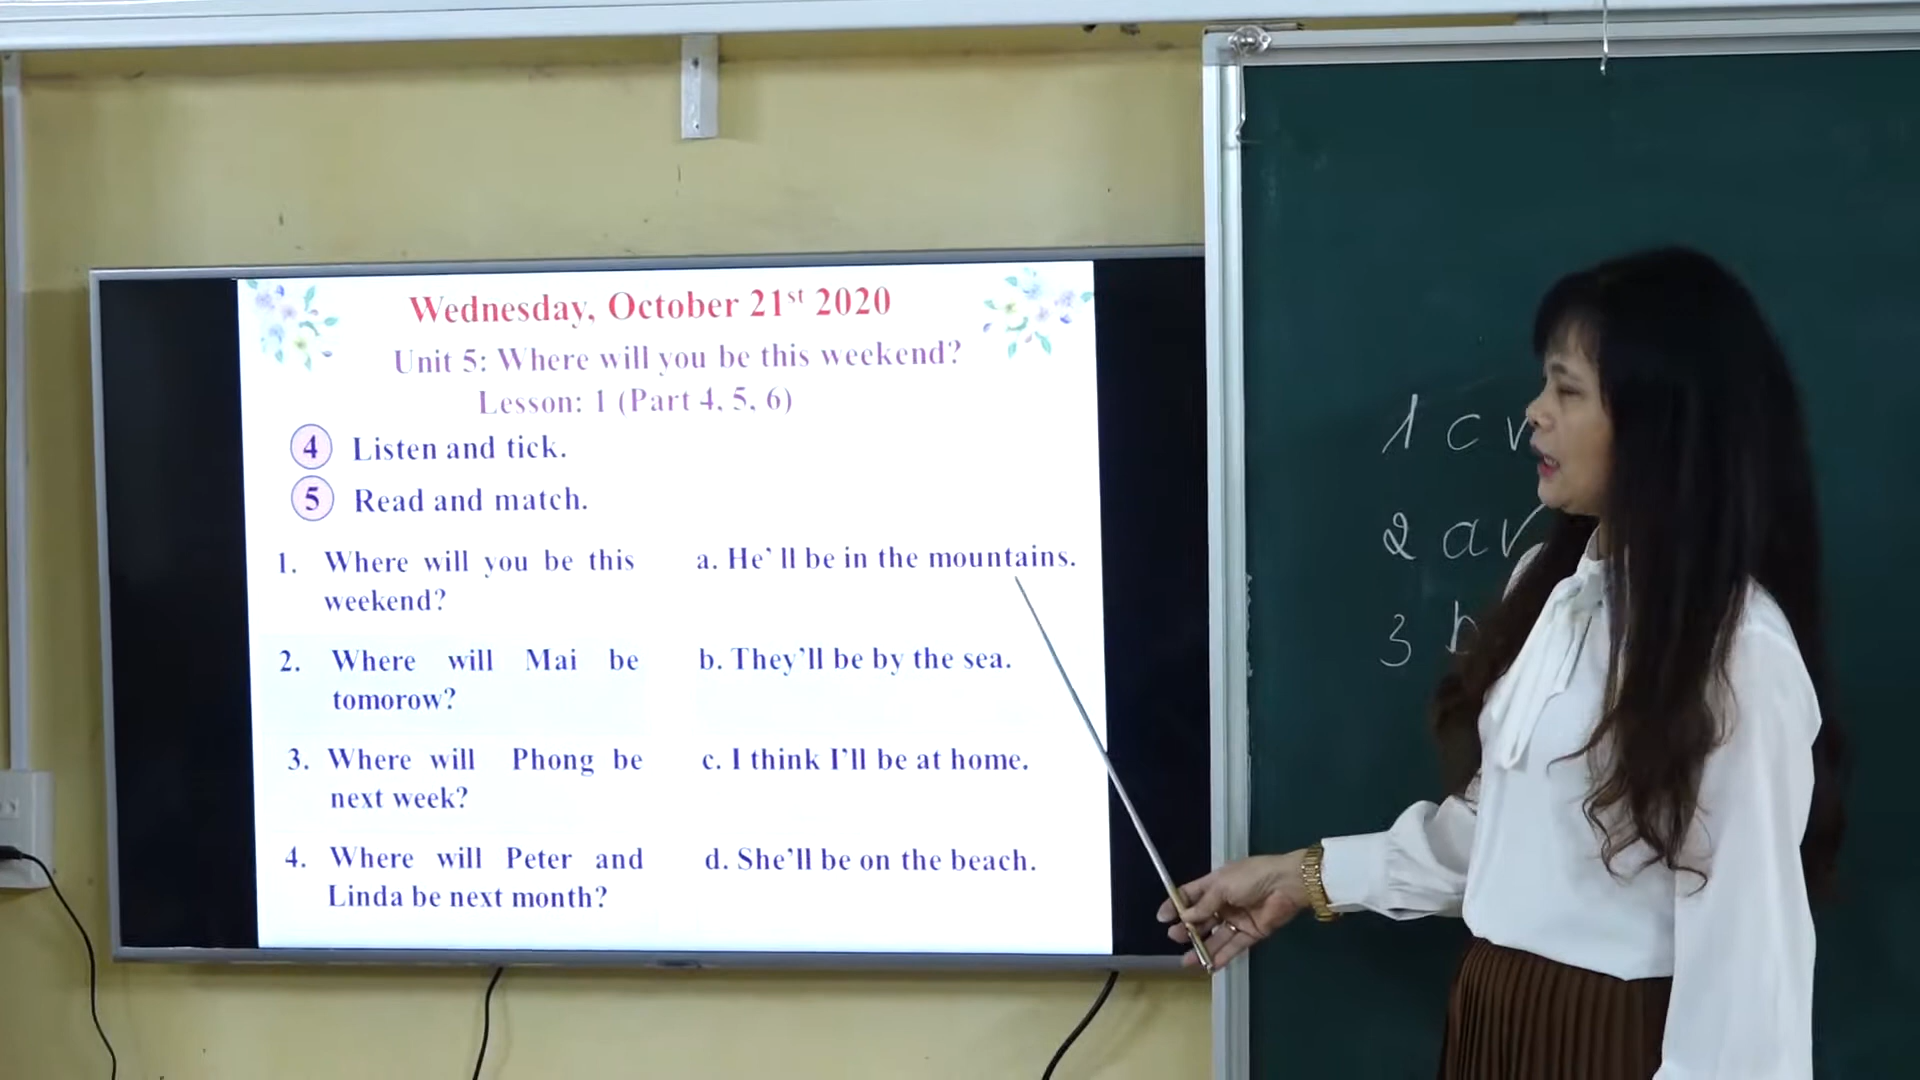 Wednesday, October 21st 2020
Unit 5: Where will you be this weekend?
Lesson: 1 (Part 4, 5, 6)
4 Listen and tick.
5 Read and match.
1. Where will you be this
weekend?
a. He'll be in the mountains.
2. Where will Mai be
tomorow?
b. They'll be by the sea.
3. Where will Phong be
next week?
c. I think I'll be at home.
4. Where will Peter and
Linda be next month?
d. She'll be on the beach.
1 c
2 a
3 b